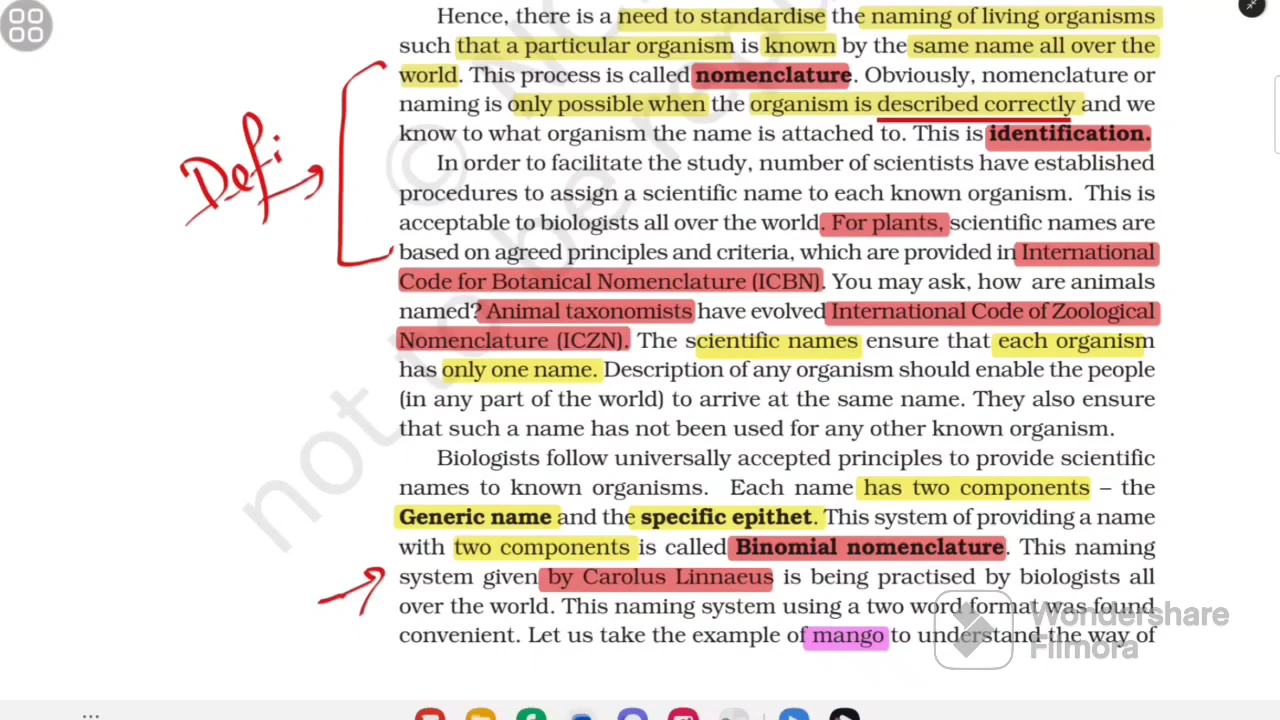 Hence, there is a need to standardise the naming of living organisms
such that a particular organism is known by the same name all over the
world. This process is called nomenclature. Obviously, nomenclature or
naming is only possible when the organism is described correctly and we
know to what organism the name is attached to. This is identification.
In order to facilitate the study, number of scientists have established
procedures to assign a scientific name to each known organism. This is
acceptable to biologists all over the world. For plants, scientific names are
based on agreed principles and criteria, which are provided in International
Code for Botanical Nomenclature (ICBN). You may ask, how are animals
named? Animal taxonomists have evolved International Code of Zoological
Nomenclature (ICZN). The scientific names ensure that each organism
has only one name. Description of any organism should enable the people
(in any part of the world) to arrive at the same name. They also ensure
that such a name has not been used for any other known organism.
Biologists follow universally accepted principles to provide scientific
names to known organisms. Each name has two components – the
Generic name and the specific epithet. This system of providing a name
with two components is called Binomial nomenclature. This naming
system given by Carolus Linnaeus is being practised by biologists all
over the world. This naming system using a two word format was found
convenient. Let us take the example of mango to understand the way of
Defi
© N
not to be re
Wondershare
Filmora